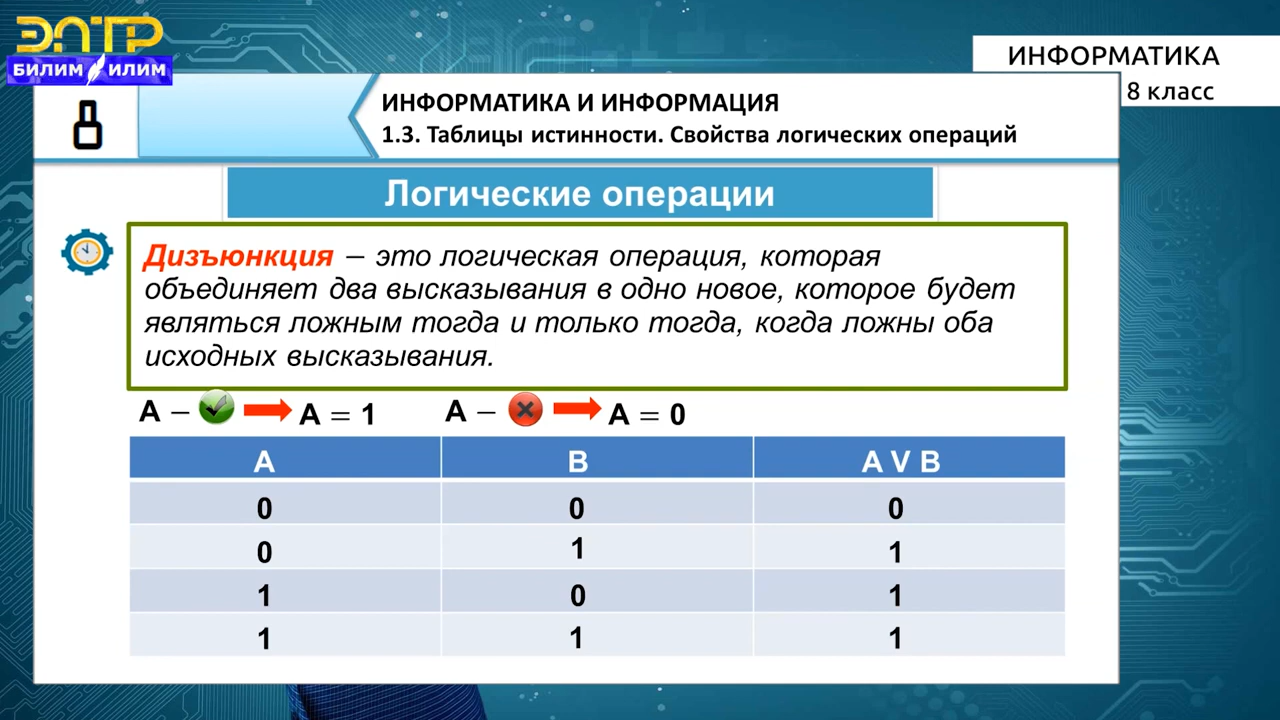 ЭЛТР
БИЛИМ ИЛИМ
ИНФОРМАТИКА
8 класс
8
ИНФОРМАТИКА И ИНФОРМАЦИЯ
1.3. Таблицы истинности. Свойства логических операций
Логические операции
Дизъюнкция – это логическая операция, которая
объединяет два высказывания в одно новое, которое будет
являться ложным тогда и только тогда, когда ложны оба
исходных высказывания.
A – A = 1 A – A = 0
A B A V B
0 0 0
0 1 1
1 0 1
1 1 1